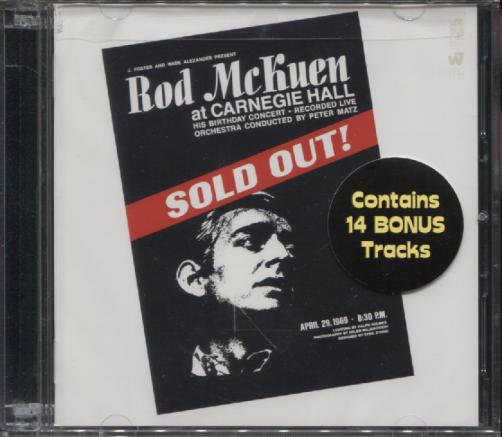 J. FOSTER AND WADE ALEXANDER PRESENT
Rod McKuen
at CARNEGIE HALL
HIS BIRTHDAY CONCERT • RECORDED LIVE
ORCHESTRA CONDUCTED BY PETER MATZ
SOLD OUT!
Contains
14 BONUS
Tracks
APRIL 29, 1969 • 8:30 P.M.